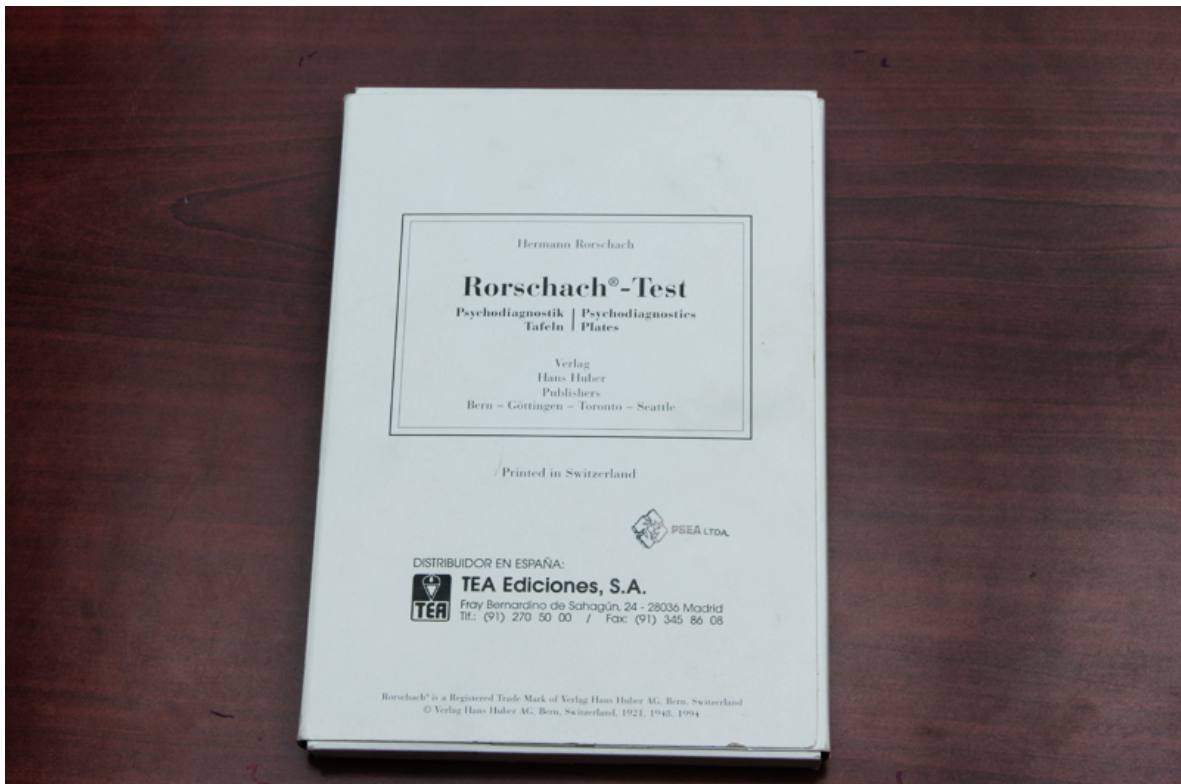 Hermann Rorschach
Rorschach®-Test
Psychodiagnostik | Psychodiagnostics
Tafeln | Plates
Verlag
Hans Huber
Publishers
Bern – Göttingen – Toronto – Seattle
Printed in Switzerland
PSEA LTDA.
DISTRIBUIDOR EN ESPAÑA:
TEA
TEA Ediciones, S.A.
Fray Bernardino de Sahagún, 24 - 28036 Madrid
Tlf.: (91) 270 50 00 / Fax: (91) 345 86 08
Rorschach® is a Registered Trade Mark of Verlag Hans Huber AG, Bern, Switzerland
© Verlag Hans Huber AG, Bern, Switzerland, 1921, 1948, 1994